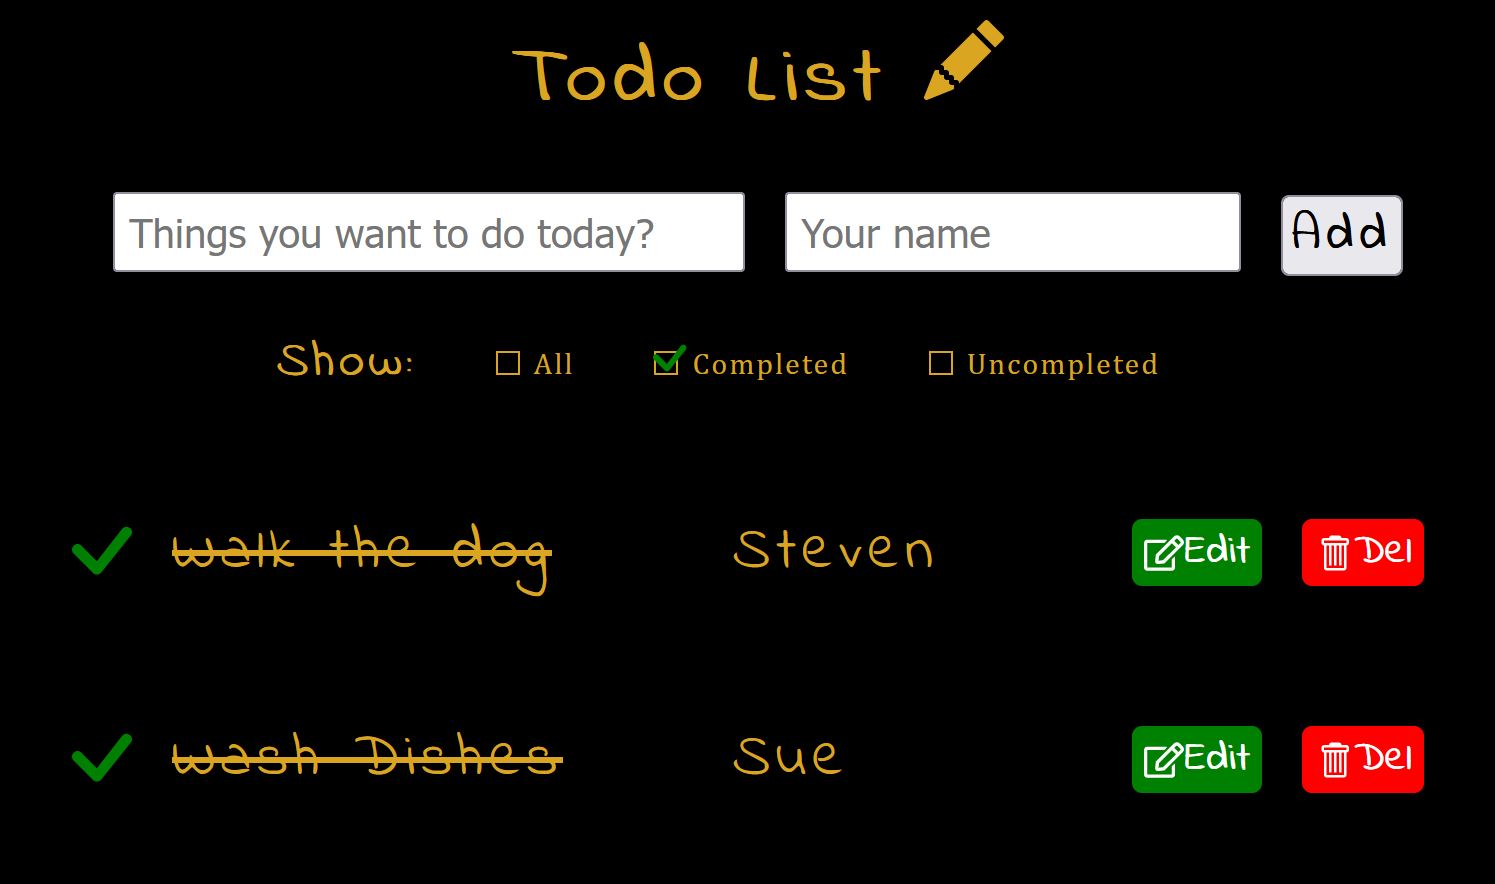 Todo List
Things you want to do today? Your name Add
Show: All Completed Uncompleted
walk the dog Steven Edit Del
wash Dishes Sue Edit Del